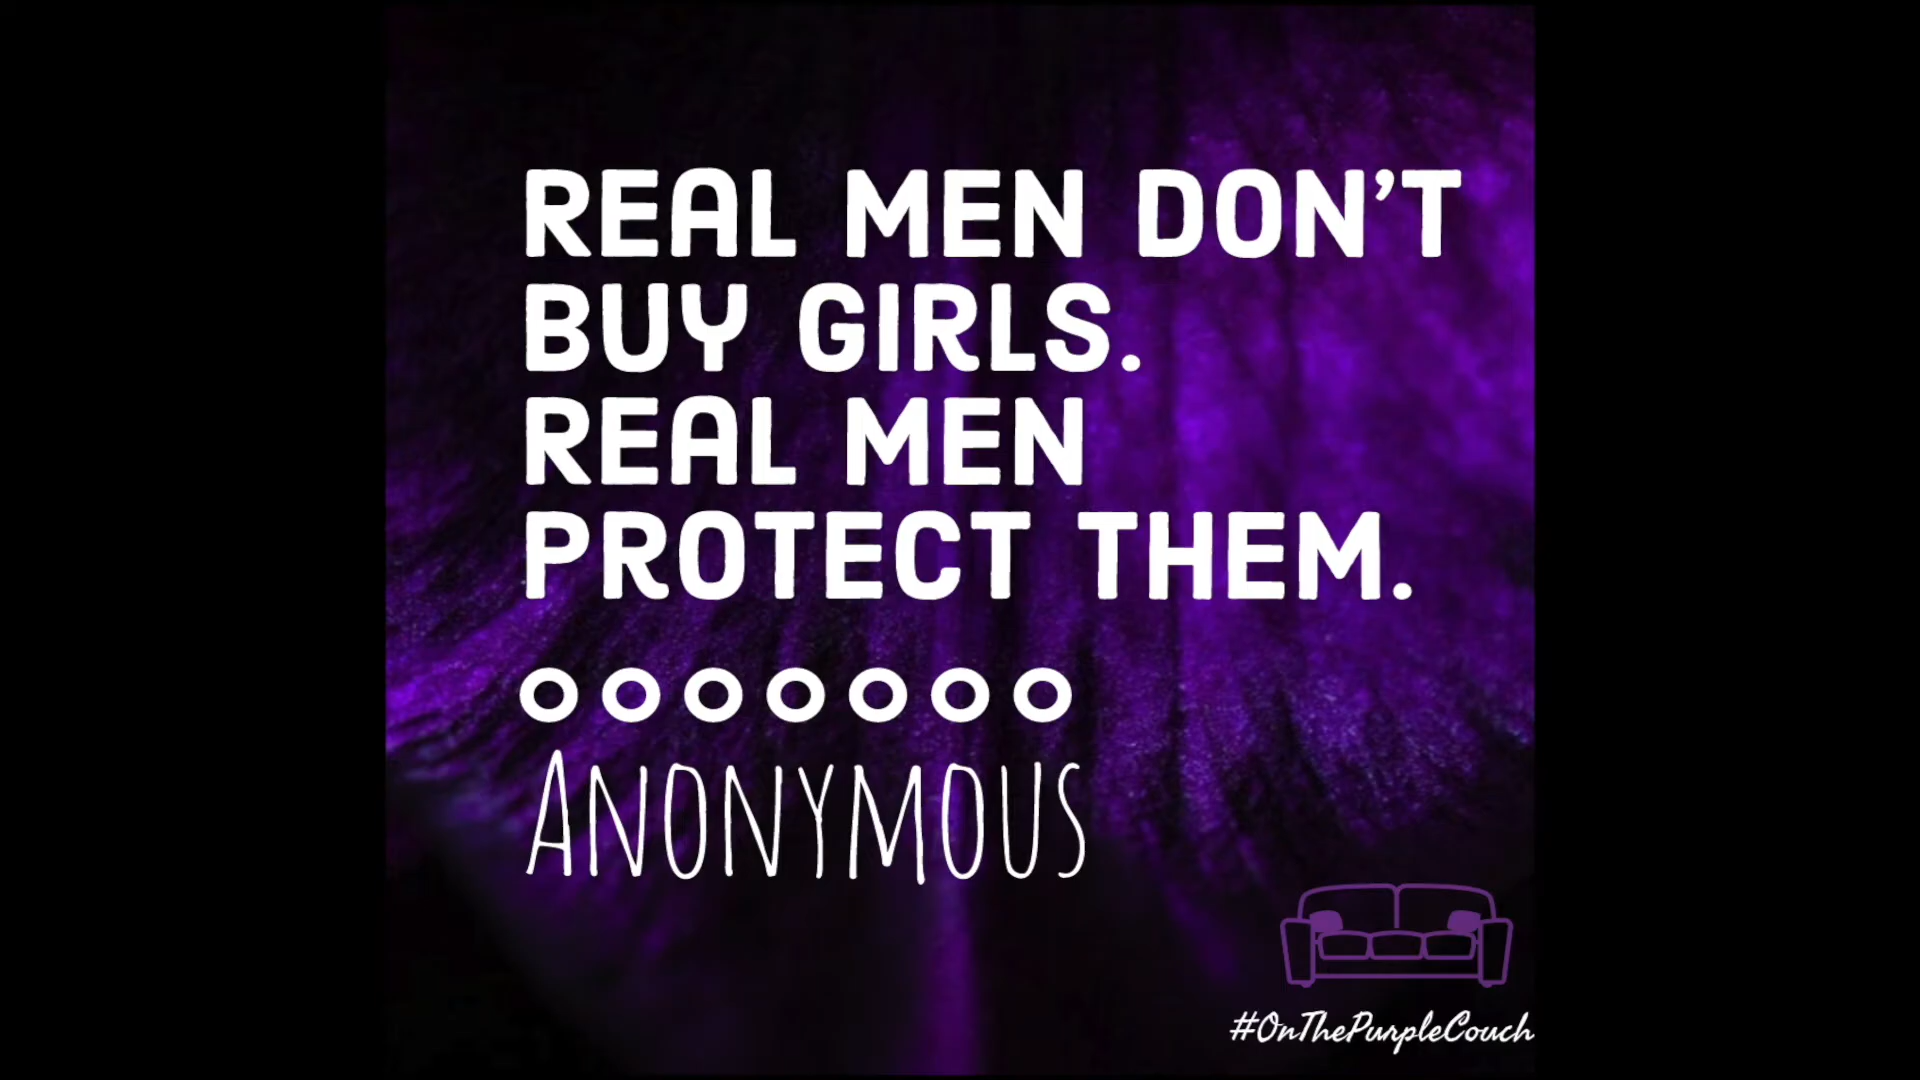 REAL MEN DON'T
BUY GIRLS.
REAL MEN
PROTECT THEM.
ANONYMOUS
#OnThePurpleCouch